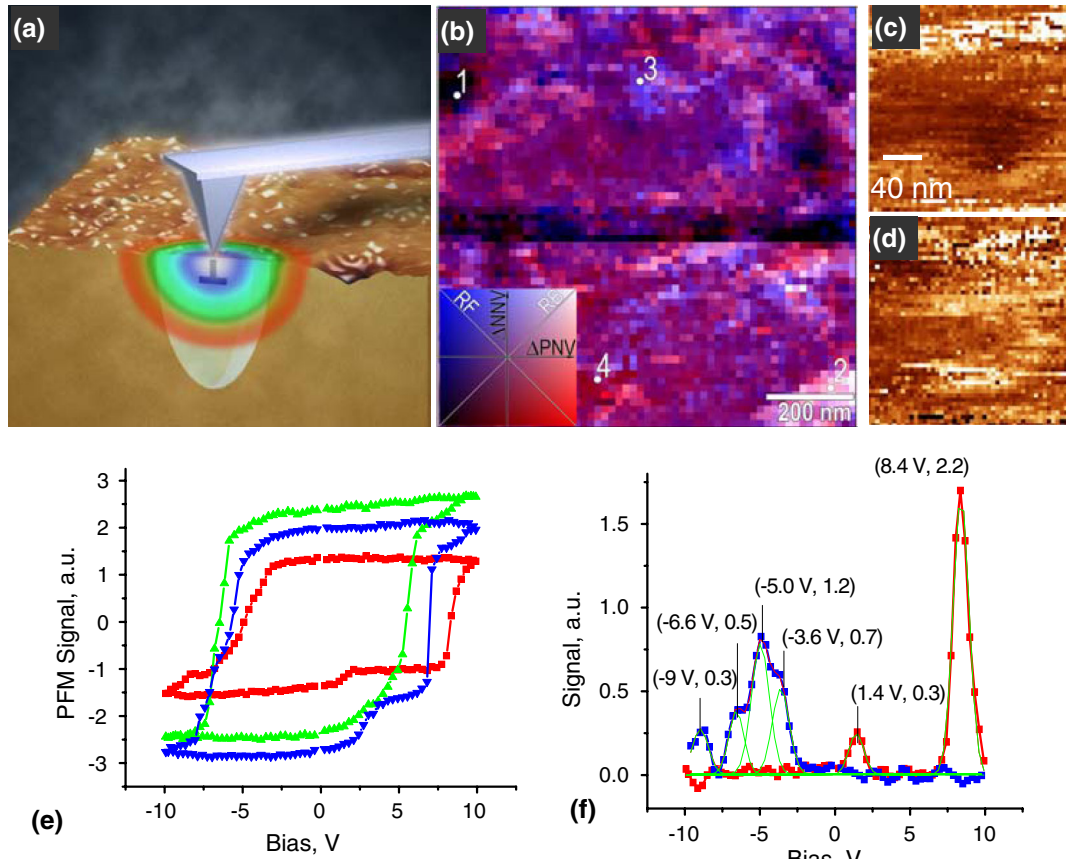 (a)
(b)
1
3
4
2
RF
ΔNNV
ΔPNV
200 nm
(c)
40 nm
(d)
PFM Signal, a.u.
3
2
1
0
-1
-2
-3
-10
-5
0
5
10
Bias, V
(e)
Signal, a.u.
1.5
1.0
0.5
0.0
(8.4 V, 2.2)
(-5.0 V, 1.2)
(-6.6 V, 0.5)
(-3.6 V, 0.7)
(-9 V, 0.3)
(1.4 V, 0.3)
-10
-5
0
5
10
Bias, V
(f)